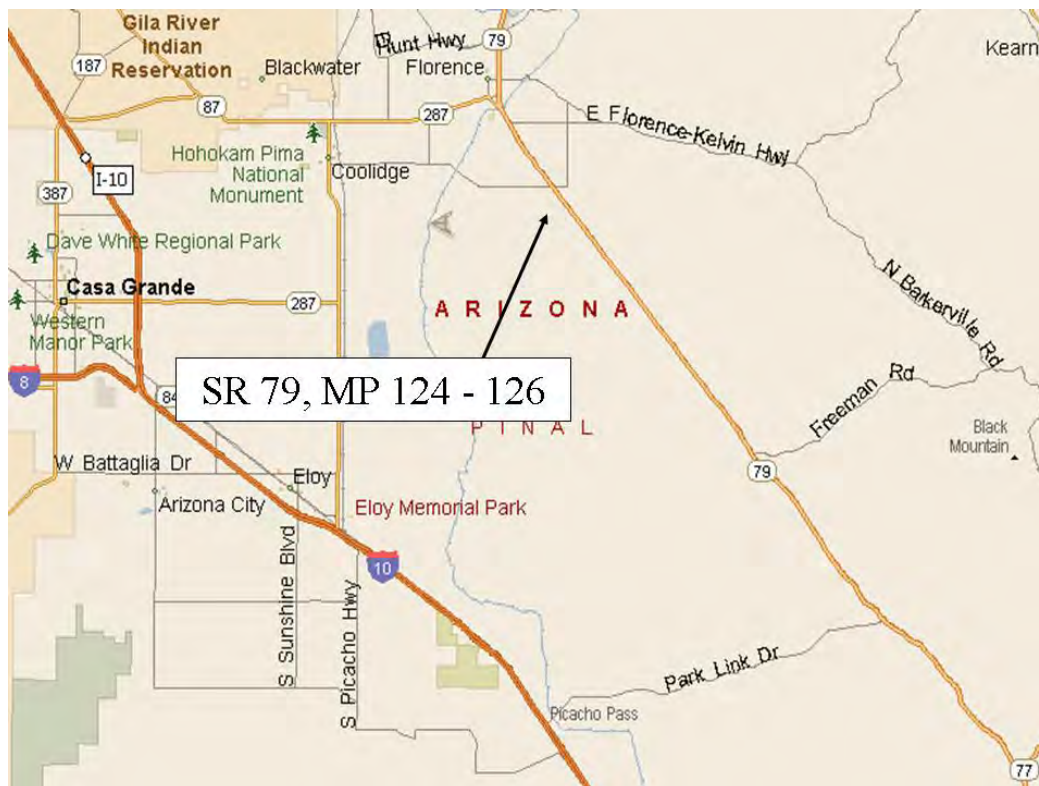 Gila River
Indian
Reservation
187
Blackwater
Hunt Hwy
79
Florence
Kearn
87
287
E Florence-Kelvin Hwy
Hohokam Pima
National
Monument
Coolidge
I-10
387
Dave White Regional Park
Casa Grande
287
N Barkerville Rd
Western
Manor Park
ARIZONA
8
SR 79, MP 124 - 126
84
Freeman Rd
PINAL
Black
Mountain
79
W Battaglia Dr
Eloy
Arizona City
Eloy Memorial Park
S Sunshine Blvd
10
S Picacho Hwy
Park Link Dr
Picacho Pass
77